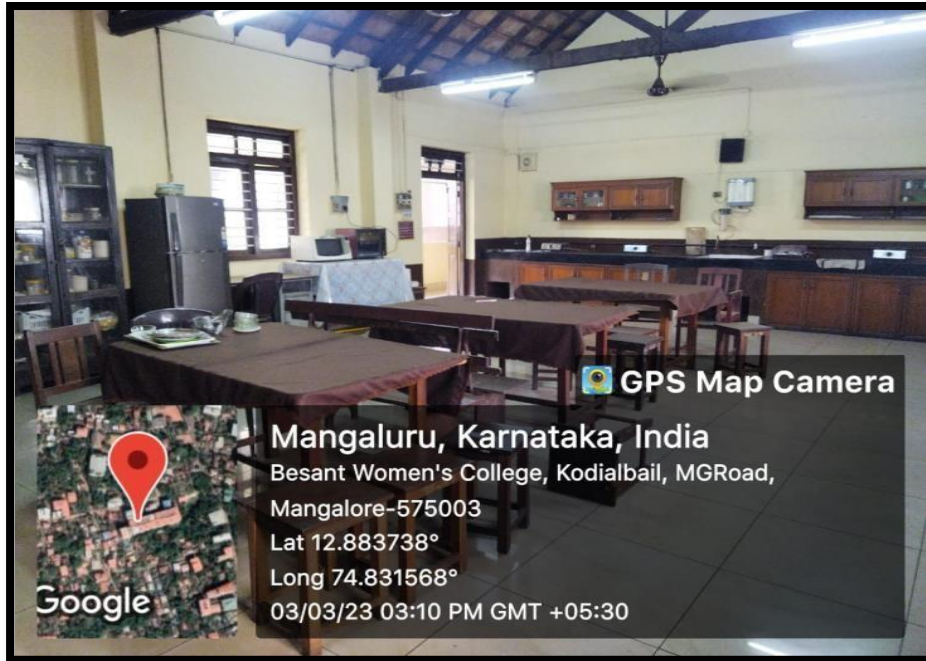 GPS Map Camera
Mangaluru, Karnataka, India
Besant Women's College, Kodialbail, MGRoad,
Mangalore-575003
Lat 12.883738°
Long 74.831568°
03/03/23 03:10 PM GMT +05:30
Google